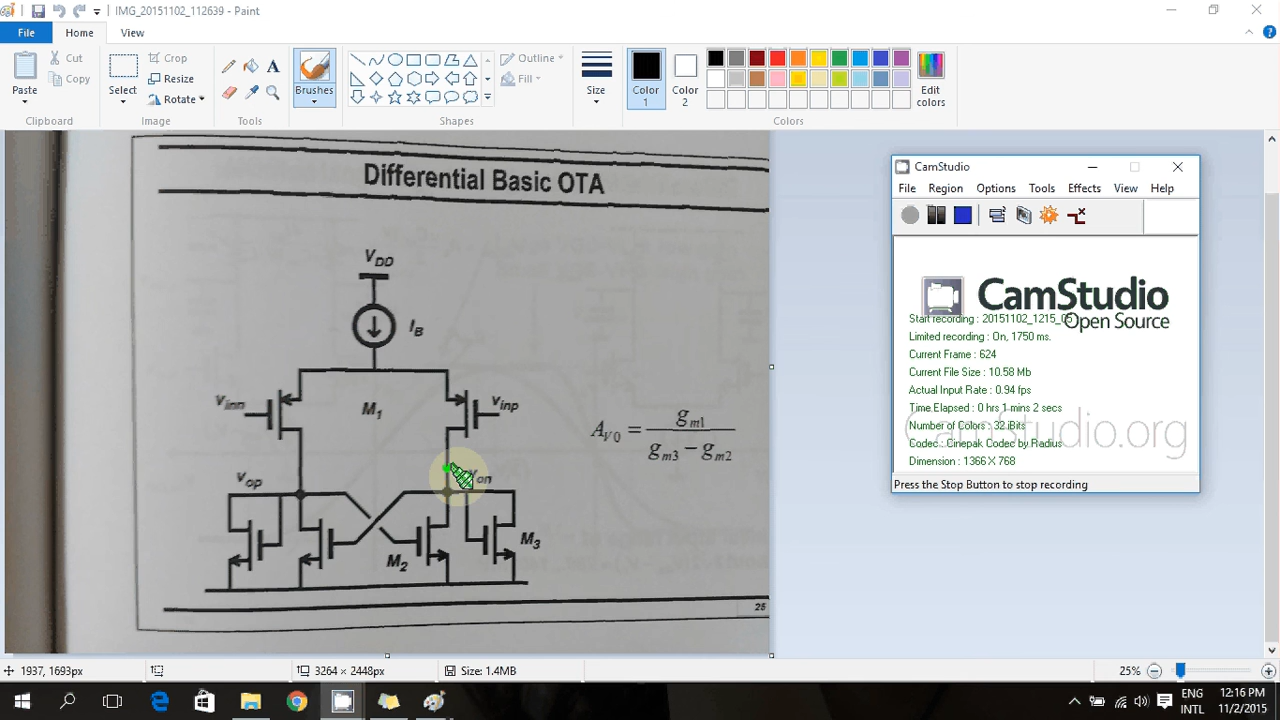 IMG_20151102_112639 - Paint
File
Home
View
Paste
Cut
Copy
Clipboard
Select
Crop
Resize
Rotate
Image
Tools
Brushes
Shapes
Outline
Fill
Size
Color 1
Color 2
Edit colors
Colors
Differential Basic OTA
VDD
IB
vinn
M1
vinp
AV0 = gm1 / gm3 − gm2
vop
von
M2
M3
25
CamStudio
File Region Options Tools Effects View Help
CamStudio
Open Source
Start recording : 20151102_1215_05
Limited recording : On, 1750 ms.
Current Frame : 624
Current File Size : 10.58 Mb
Actual Input Rate : 0.94 fps
Time Elapsed : 0 hrs 1 mins 2 secs
Number of Colors : 32 Bits
Codec : Cinepak Codec by Radius
Dimension : 1366 X 768
CamStudio.org
Press the Stop Button to stop recording
1937, 1693px
3264 × 2448px
Size: 1.4MB
25%
ENG
INTL
12:16 PM
11/2/2015